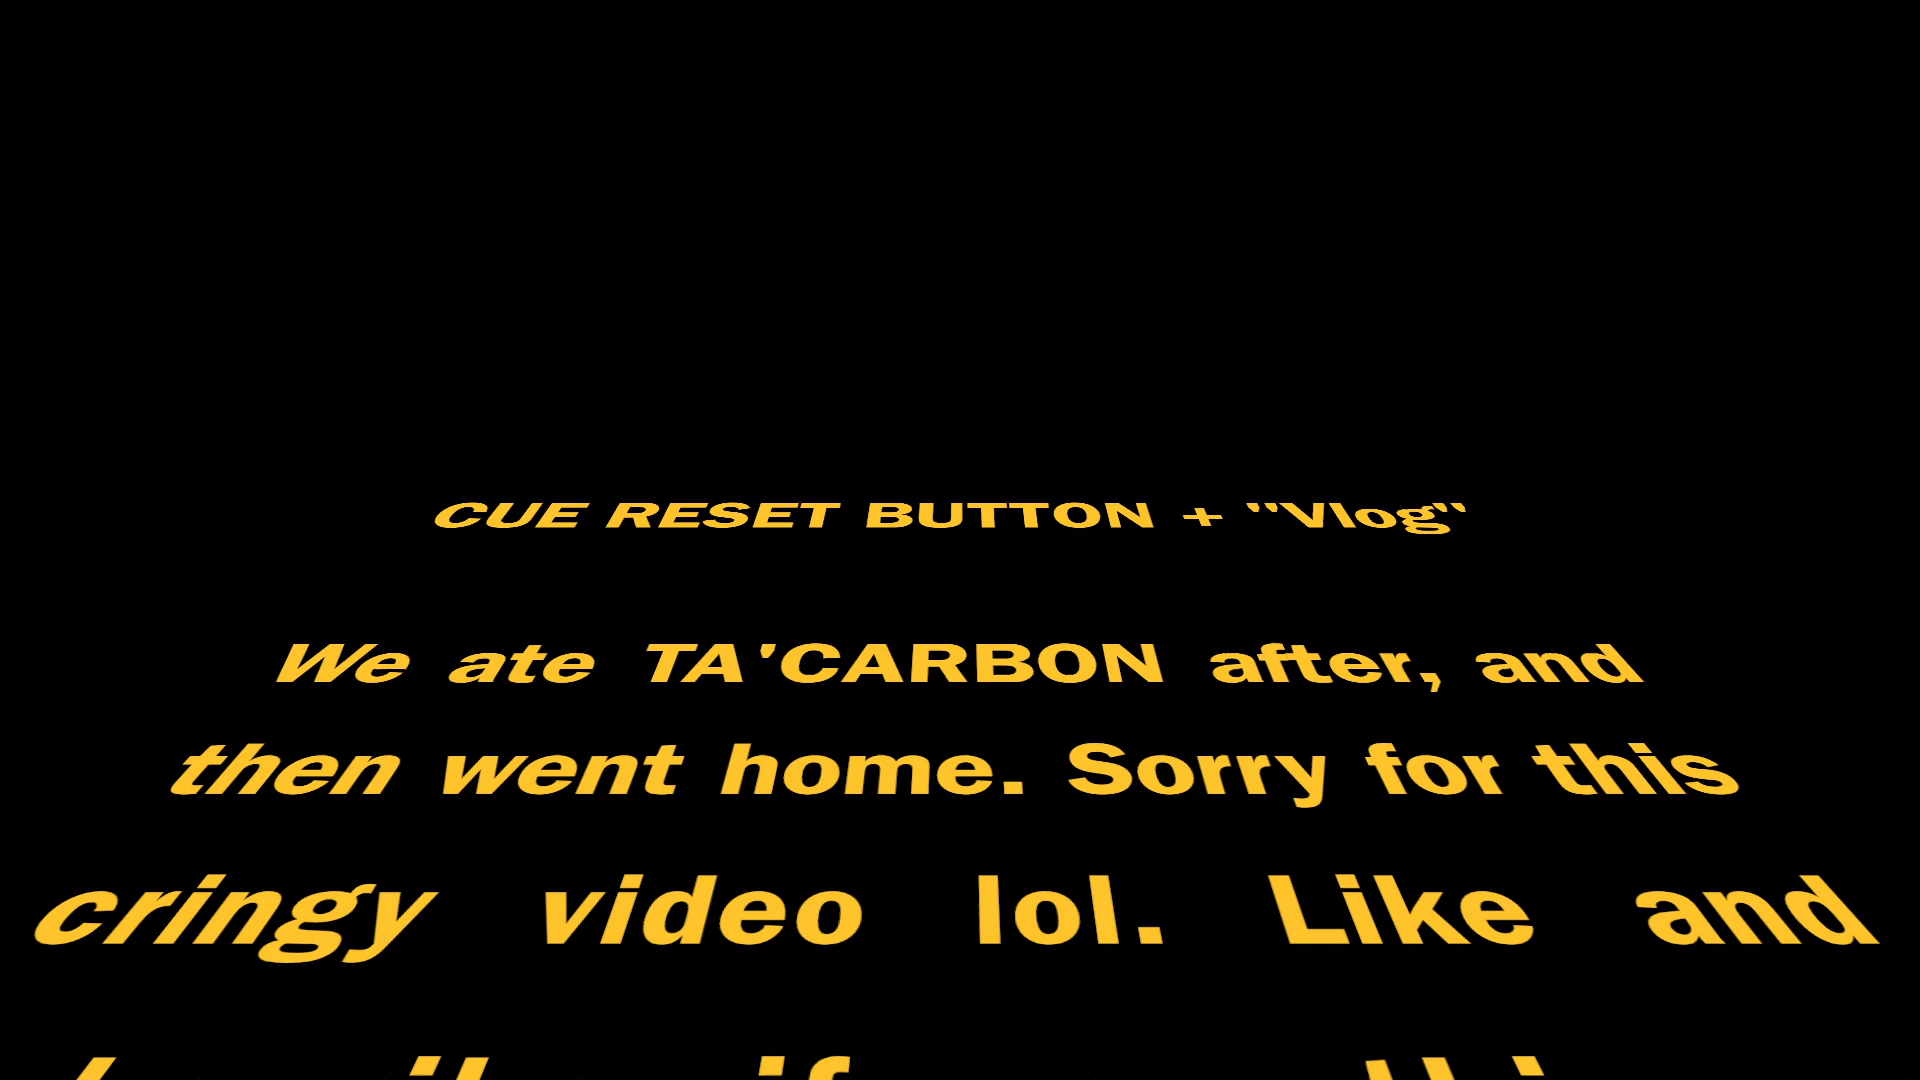 CUE RESET BUTTON + "Vlog"
We ate TA'CARBON after, and
then went home. Sorry for this
cringy video lol. Like and